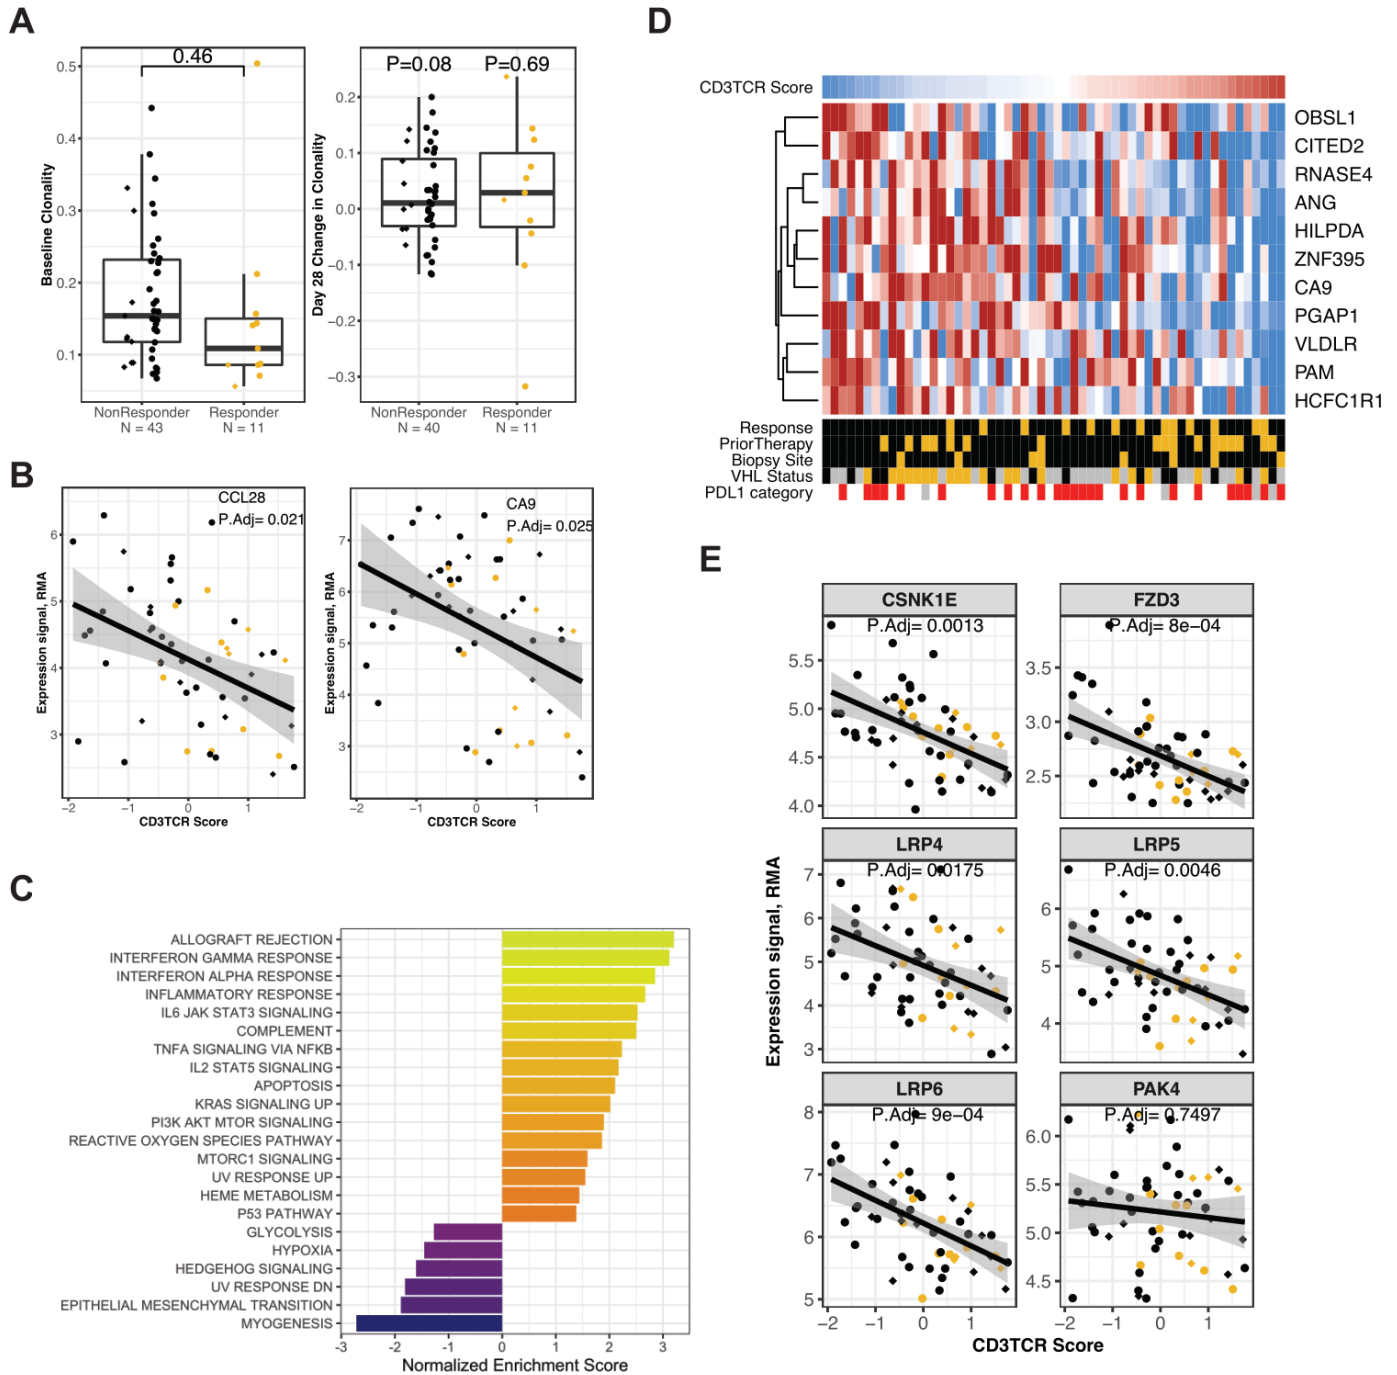 A
0.46
0.5
0.4
0.3
0.2
0.1
Baseline Clonality
NonResponder
N = 43
Responder
N = 11
P=0.08
P=0.69
0.2
0.1
0.0
−0.1
−0.2
−0.3
Day 28 Change in Clonality
NonResponder
N = 40
Responder
N = 11
B
CCL28
P.Adj= 0.021
6
5
4
3
Expression signal, RMA
−2
−1
0
1
CD3TCR Score
CA9
P.Adj= 0.025
7
6
5
4
3
Expression signal, RMA
−2
−1
0
1
CD3TCR Score
C
ALLOGRAFT REJECTION
INTERFERON GAMMA RESPONSE
INTERFERON ALPHA RESPONSE
INFLAMMATORY RESPONSE
IL6 JAK STAT3 SIGNALING
COMPLEMENT
TNFA SIGNALING VIA NFKB
IL2 STAT5 SIGNALING
APOPTOSIS
KRAS SIGNALING UP
PI3K AKT MTOR SIGNALING
REACTIVE OXYGEN SPECIES PATHWAY
MTORC1 SIGNALING
UV RESPONSE UP
HEME METABOLISM
P53 PATHWAY
GLYCOLYSIS
HYPOXIA
HEDGEHOG SIGNALING
UV RESPONSE DN
EPITHELIAL MESENCHYMAL TRANSITION
MYOGENESIS
-3
-2
-1
0
1
2
3
Normalized Enrichment Score
D
CD3TCR Score
OBSL1
CITED2
RNASE4
ANG
HILPDA
ZNF395
CA9
PGAP1
VLDLR
PAM
HCFC1R1
Response
PriorTherapy
Biopsy Site
VHL Status
PDL1 category
E
CSNK1E
P.Adj= 0.0013
5.5
5.0
4.5
4.0
FZD3
P.Adj= 8e−04
3.5
3.0
2.5
LRP4
P.Adj= 0.0175
7
6
5
4
3
LRP5
P.Adj= 0.0046
6
5
4
LRP6
P.Adj= 9e−04
8
7
6
5
PAK4
P.Adj= 0.7497
6.0
5.5
5.0
4.5
Expression signal, RMA
−2
−1
0
1
−2
−1
0
1
CD3TCR Score